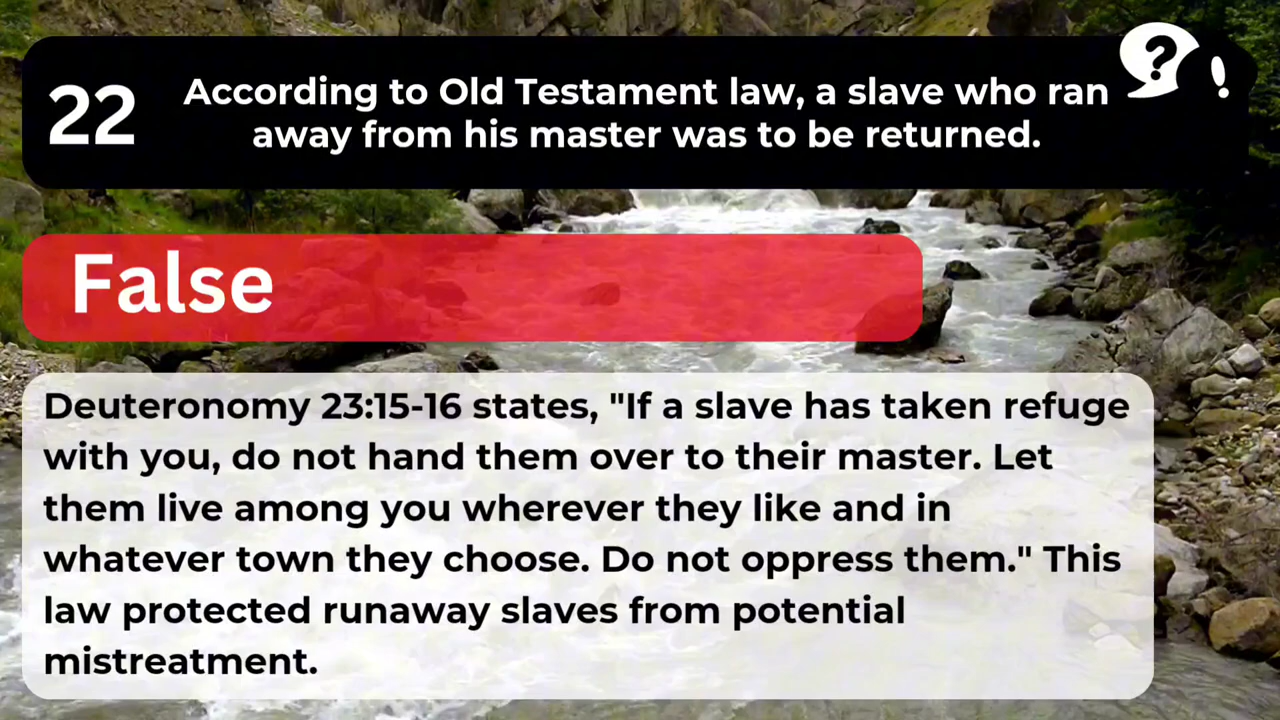 22
According to Old Testament law, a slave who ran
away from his master was to be returned.
? !
False
Deuteronomy 23:15-16 states, "If a slave has taken refuge
with you, do not hand them over to their master. Let
them live among you wherever they like and in
whatever town they choose. Do not oppress them." This
law protected runaway slaves from potential
mistreatment.